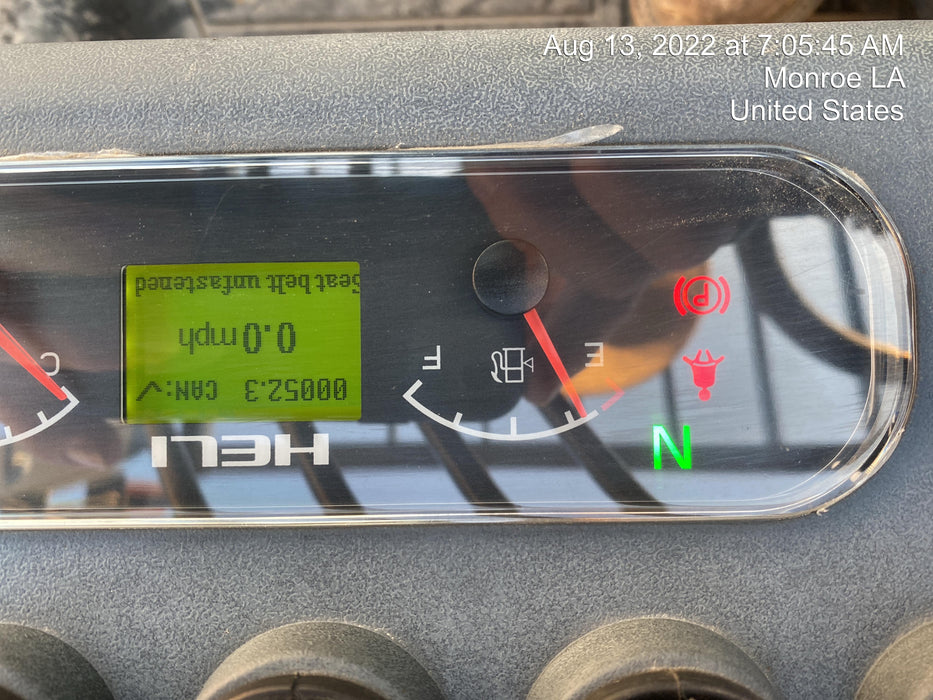 Aug 13, 2022 at 7:05:45 AM
Monroe LA
United States
HELI
00052.3 CAN:✓
0.0 mph
Seat belt unfastened
N
E
F
C